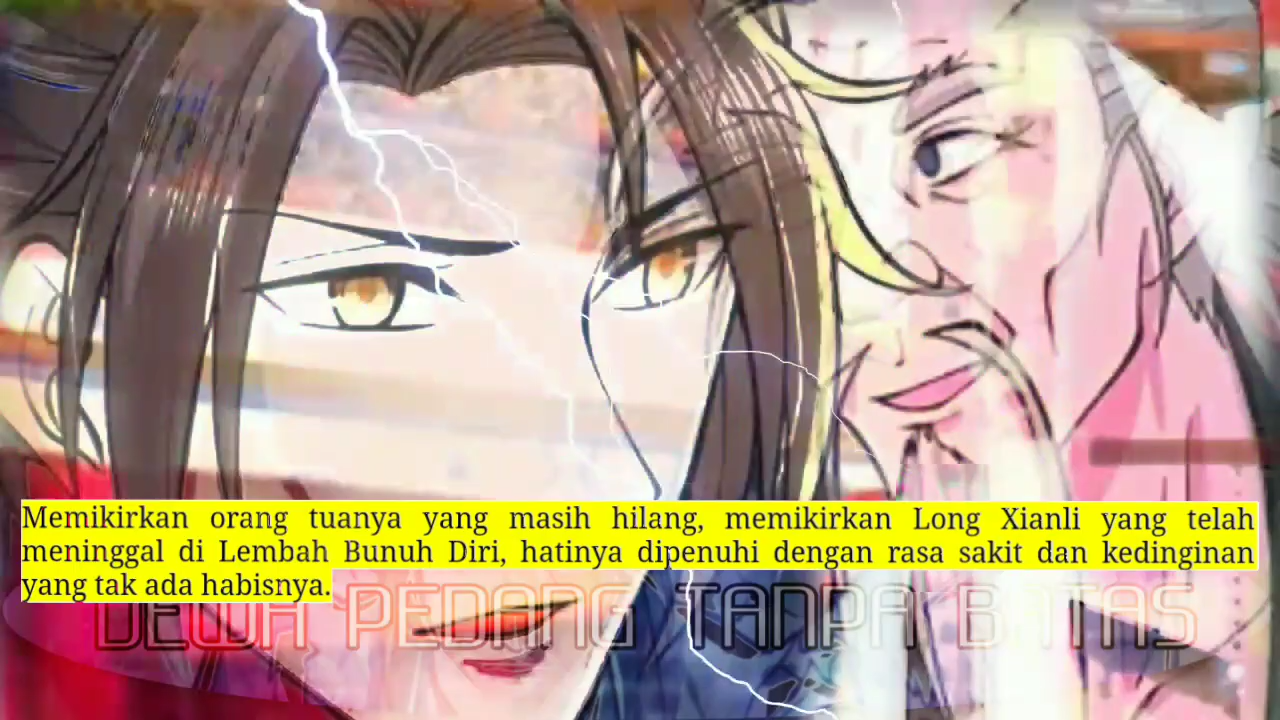 Memikirkan orang tuanya yang masih hilang, memikirkan Long Xianli yang telah
meninggal di Lembah Bunuh Diri, hatinya dipenuhi dengan rasa sakit dan kedinginan
yang tak ada habisnya.
DEWA PEDANG TANPA BATAS